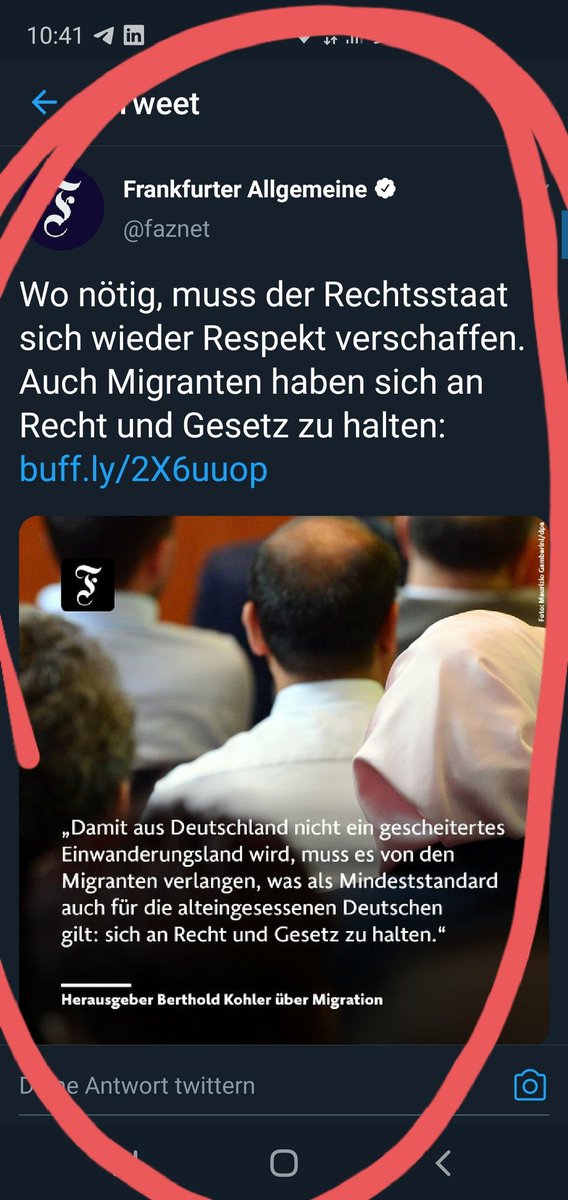 10:41
Tweet
Frankfurter Allgemeine
@faznet
Wo nötig, muss der Rechtsstaat
sich wieder Respekt verschaffen.
Auch Migranten haben sich an
Recht und Gesetz zu halten:
buff.ly/2X6uuop
Foto: Maurizio Gambarini/dpa
„Damit aus Deutschland nicht ein gescheitertes
Einwanderungsland wird, muss es von den
Migranten verlangen, was als Mindeststandard
auch für die alteingesessenen Deutschen
gilt: sich an Recht und Gesetz zu halten.“
Herausgeber Berthold Kohler über Migration
Deine Antwort twittern